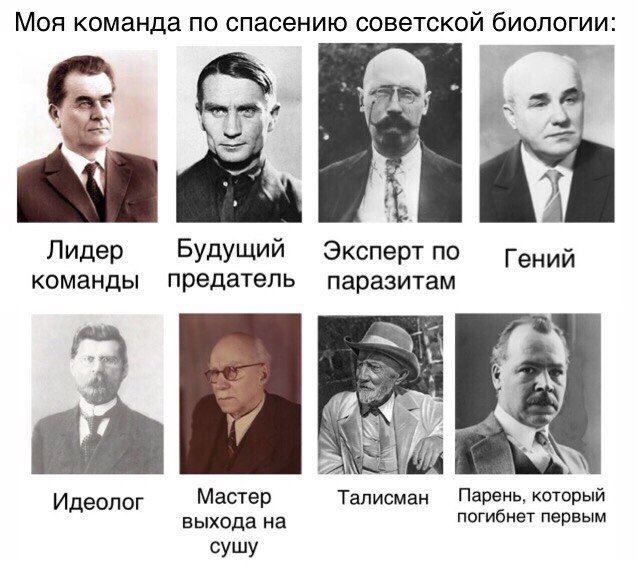 Моя команда по спасению советской биологии:
Лидер
команды
Будущий
предатель
Эксперт по
паразитам
Гений
Идеолог
Мастер
выхода на
сушу
Талисман
Парень, который
погибнет первым